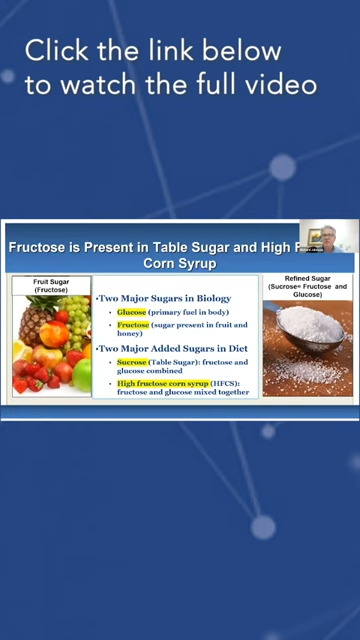 Click the link below
to watch the full video
Fructose is Present in Table Sugar and High F
Corn Syrup
Fruit Sugar
(Fructose)
•Two Major Sugars in Biology
• Glucose (primary fuel in body)
• Fructose (sugar present in fruit and
honey)
•Two Major Added Sugars in Diet
• Sucrose (Table Sugar): fructose and
glucose combined
• High fructose corn syrup (HFCS):
fructose and glucose mixed together
Refined Sugar
(Sucrose= Fructose and
Glucose)